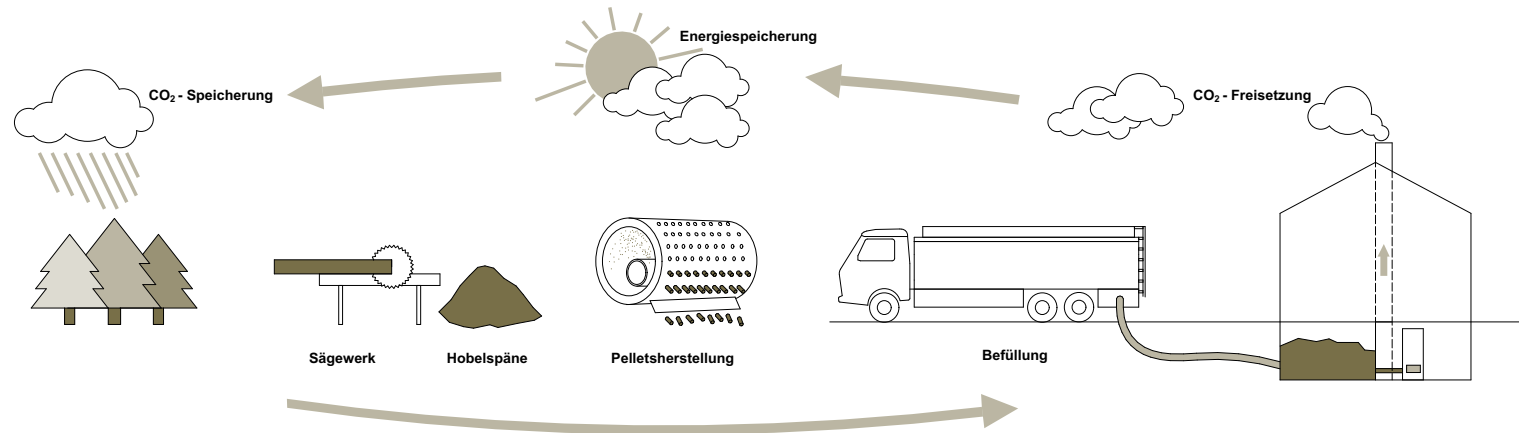 Energiespeicherung
CO₂ - Speicherung
CO₂ - Freisetzung
Sägewerk
Hobelspäne
Pelletsherstellung
Befüllung